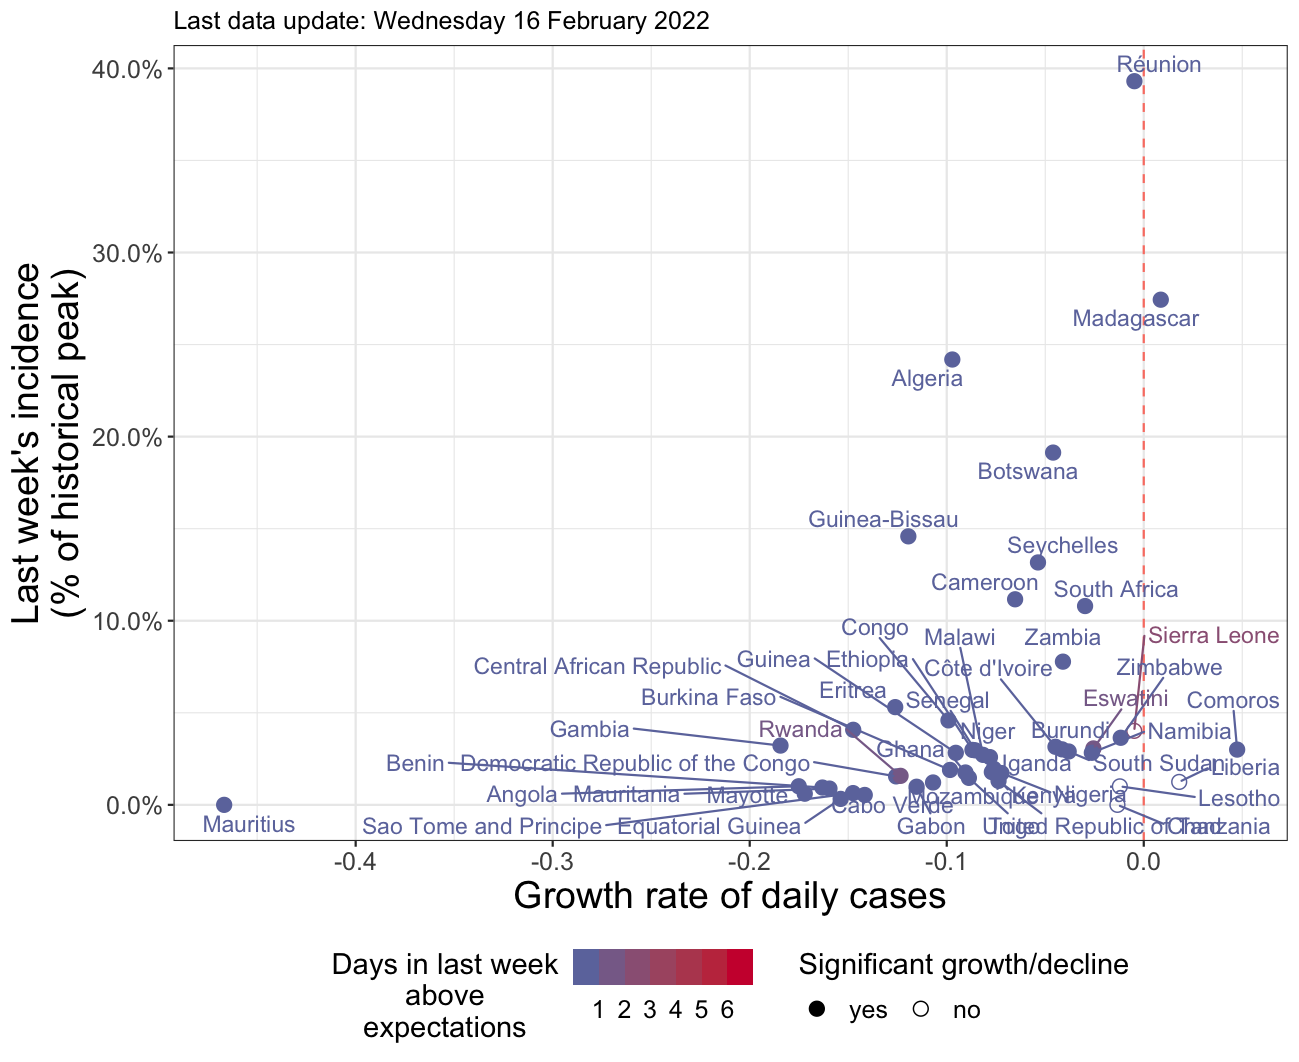 Last data update: Wednesday 16 February 2022
Last week's incidence
(% of historical peak)
40.0%
30.0%
20.0%
10.0%
0.0%
Réunion
Madagascar
Algeria
Botswana
Guinea-Bissau
Seychelles
Cameroon
South Africa
Congo
Malawi
Zambia
Sierra Leone
Central African Republic
Guinea
Ethiopia
Côte d'Ivoire
Zimbabwe
Burkina Faso
Eritrea
Senegal
Eswatini
Comoros
Gambia
Rwanda
Niger
Burundi
Namibia
Ghana
Benin
Democratic Republic of the Congo
Uganda
South Sudan
Liberia
Angola
Mauritania
Mayotte
Cabo Verde
Mozambique
Kenya
Nigeria
Lesotho
Mauritius
Sao Tome and Principe
Equatorial Guinea
Gabon
Togo
United Republic of Tanzania
Chad
-0.4
-0.3
-0.2
-0.1
0.0
Growth rate of daily cases
Days in last week
above
expectations
1 2 3 4 5 6
Significant growth/decline
yes
no